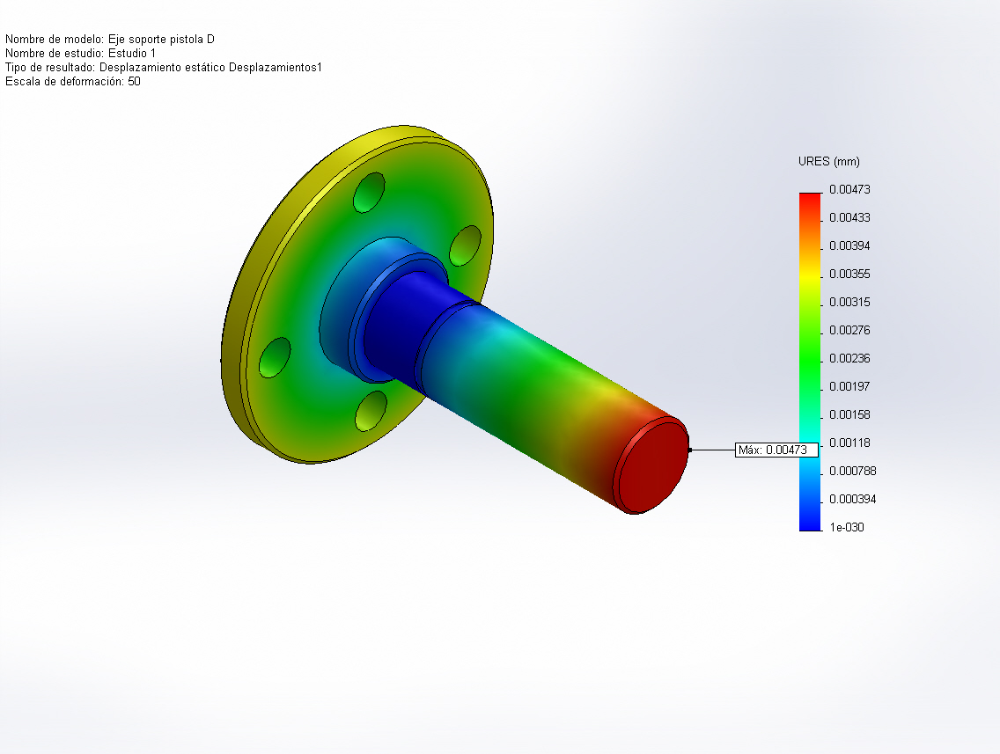 Nombre de modelo: Eje soporte pistola D
Nombre de estudio: Estudio 1
Tipo de resultado: Desplazamiento estático Desplazamientos1
Escala de deformación: 50
URES (mm)
0.00473
0.00433
0.00394
0.00355
0.00315
0.00276
0.00236
0.00197
0.00158
0.00118
0.000788
0.000394
1e-030
Máx: 0.00473